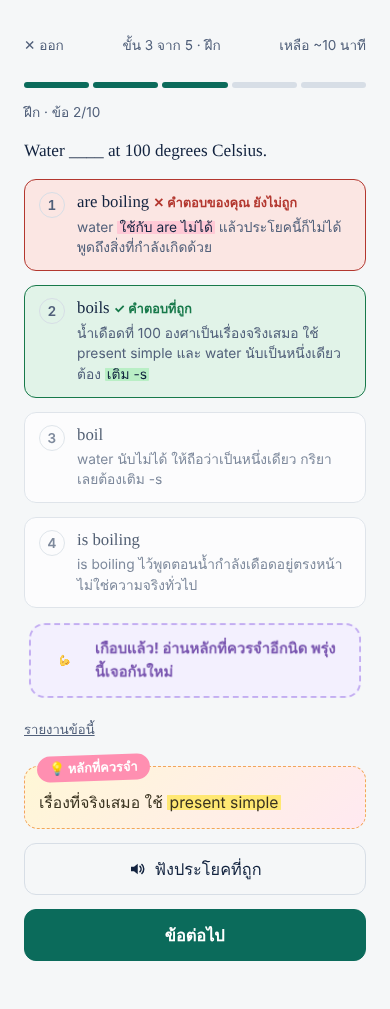 ✕ ออก ขั้น 3 จาก 5 · ฝึก เหลือ ~10 นาที
ฝึก · ข้อ 2/10
Water ____ at 100 degrees Celsius.
1 are boiling ✕ คำตอบของคุณ ยังไม่ถูก
water ใช้กับ are ไม่ได้ แล้วประโยคนี้ก็ไม่ได้
พูดถึงสิ่งที่กำลังเกิดด้วย
2 boils ✓ คำตอบที่ถูก
น้ำเดือดที่ 100 องศาเป็นเรื่องจริงเสมอ ใช้
present simple และ water นับเป็นหนึ่งเดียว
ต้อง เติม -s
3 boil
water นับไม่ได้ ให้ถือว่าเป็นหนึ่งเดียว กริยา
เลยต้องเติม -s
4 is boiling
is boiling ไว้พูดตอนน้ำกำลังเดือดอยู่ตรงหน้า
ไม่ใช่ความจริงทั่วไป
💪 เกือบแล้ว! อ่านหลักที่ควรจำอีกนิด พรุ่ง
นี้เจอกันใหม่
รายงานข้อนี้
💡 หลักที่ควรจำ
เรื่องที่จริงเสมอ ใช้ present simple
🔊 ฟังประโยคที่ถูก
ข้อต่อไป